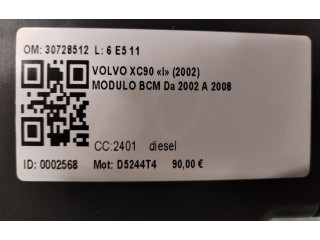 OM: 30728512 L: 6 E5 11
VOLVO XC90 «I» (2002)
MODULO BCM Da 2002 A 2008
CC:2401 diesel
ID: 0002568 Mot: D5244T4 90,00 €